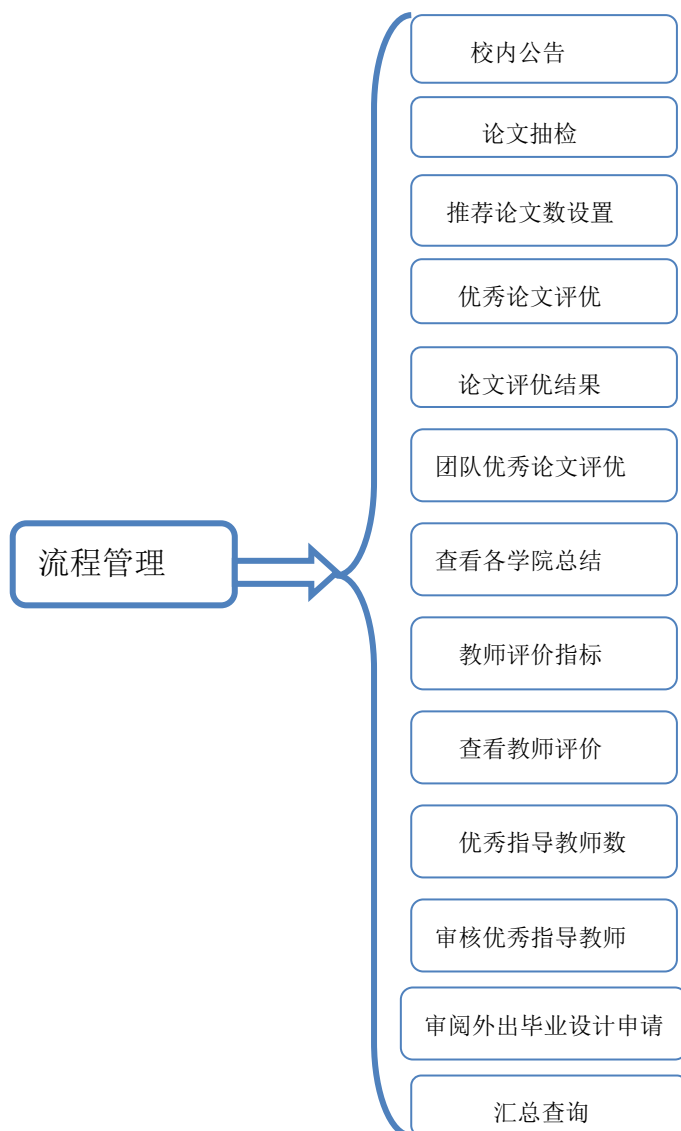 校内公告
论文抽检
推荐论文数设置
优秀论文评优
论文评优结果
团队优秀论文评优
查看各学院总结
流程管理
教师评价指标
查看教师评价
优秀指导教师数
审核优秀指导教师
审阅外出毕业设计申请
汇总查询